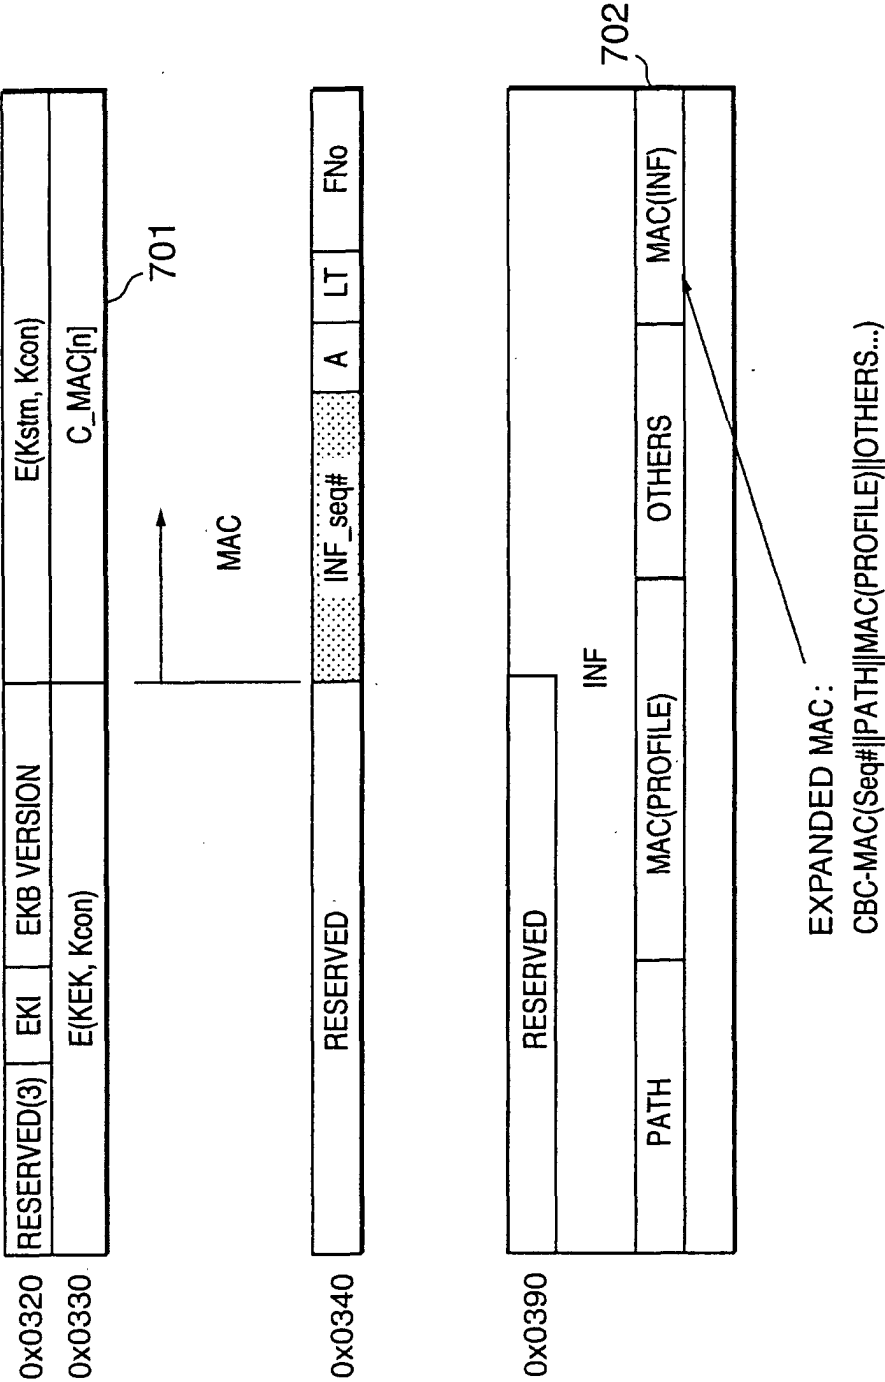 0x0320 RESERVED(3) EKI EKB VERSION E(Kstm, Kcon)
0x0330 E(KEK, Kcon) C_MAC[n]
701
MAC
0x0340 RESERVED INF_seq# A LT FNo
702
0x0390 RESERVED
INF
PATH MAC(PROFILE) OTHERS MAC(INF)
EXPANDED MAC:
CBC-MAC(Seq#||PATH||MAC(PROFILE)||OTHERS...)